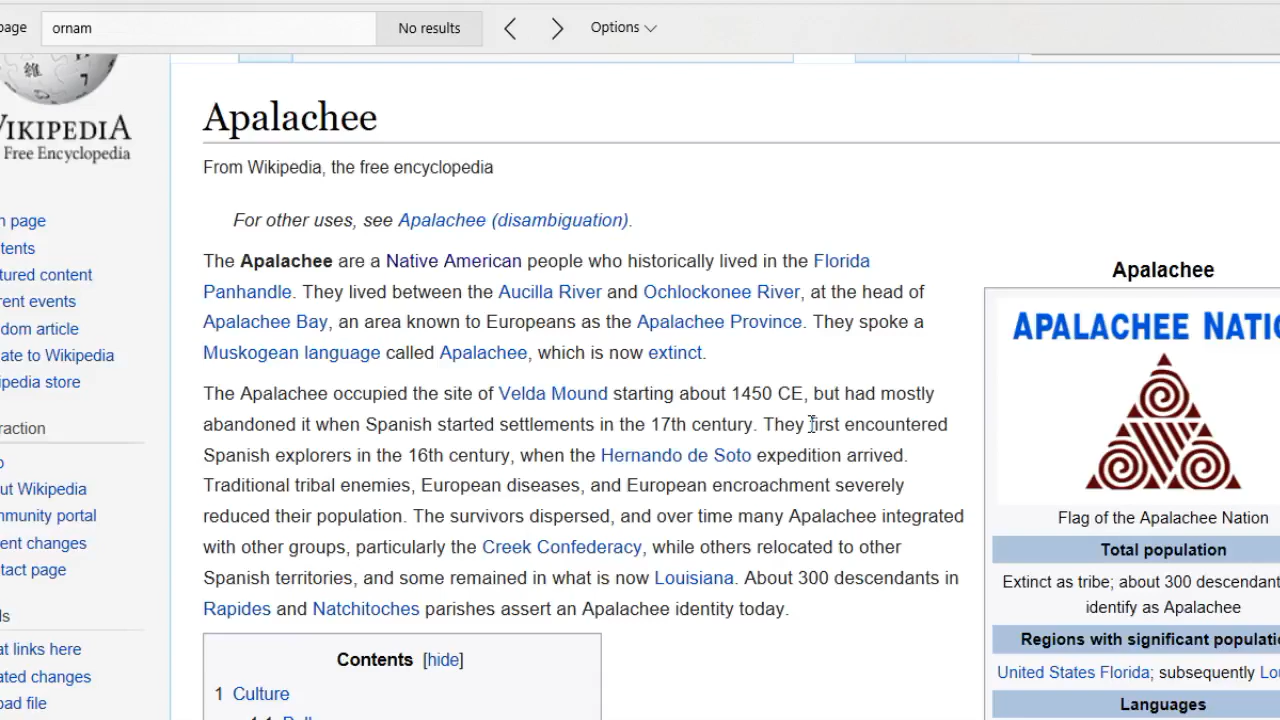 page ornam No results Options
WIKIPEDIA
Free Encyclopedia
page
tents
tured content
rent events
dom article
ate to Wikipedia
ipedia store
raction
ut Wikipedia
mmunity portal
ent changes
tact page
ls
at links here
ated changes
oad file
Apalachee
From Wikipedia, the free encyclopedia
For other uses, see Apalachee (disambiguation).
The Apalachee are a Native American people who historically lived in the Florida
Panhandle. They lived between the Aucilla River and Ochlockonee River, at the head of
Apalachee Bay, an area known to Europeans as the Apalachee Province. They spoke a
Muskogean language called Apalachee, which is now extinct.
The Apalachee occupied the site of Velda Mound starting about 1450 CE, but had mostly
abandoned it when Spanish started settlements in the 17th century. They first encountered
Spanish explorers in the 16th century, when the Hernando de Soto expedition arrived.
Traditional tribal enemies, European diseases, and European encroachment severely
reduced their population. The survivors dispersed, and over time many Apalachee integrated
with other groups, particularly the Creek Confederacy, while others relocated to other
Spanish territories, and some remained in what is now Louisiana. About 300 descendants in
Rapides and Natchitoches parishes assert an Apalachee identity today.
Contents [hide]
1 Culture
Apalachee
APALACHEE NATIO
Flag of the Apalachee Nation
Total population
Extinct as tribe; about 300 descendant
identify as Apalachee
Regions with significant populatio
United States Florida; subsequently Lou
Languages